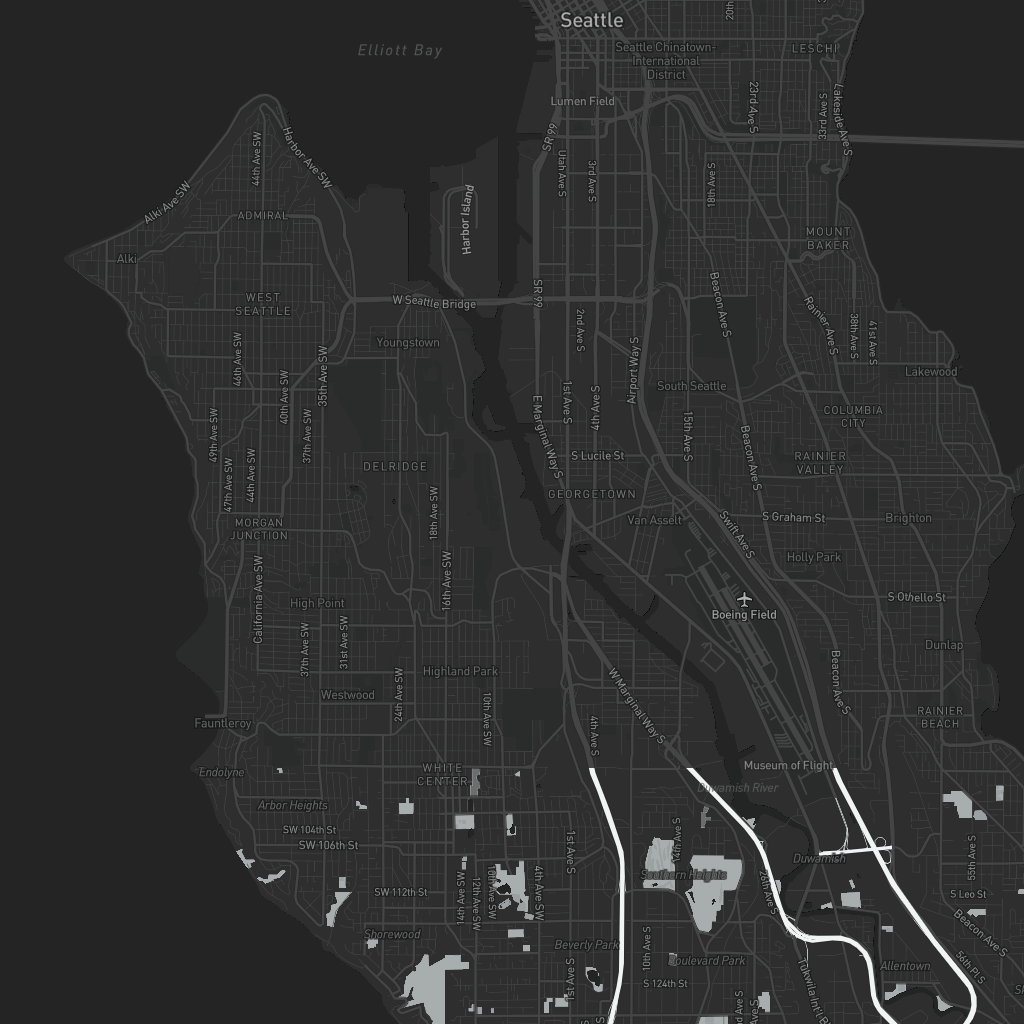 Seattle
20th
Elliott Bay
Seattle Chinatown-
International
District
LESCHI
Lumen Field
23rd Ave S
33rd Ave S
Lakeside Ave S
SR 99
Utah Ave S
3rd Ave S
18th Ave S
44th Ave SW
Harbor Ave SW
Alki Ave SW
ADMIRAL
Harbor Island
MOUNT
BAKER
Alki
WEST
SEATTLE
W Seattle Bridge
SR 99
Beacon Ave S
Rainier Ave S
38th Ave S
41st Ave S
2nd Ave S
Youngstown
46th Ave SW
35th Ave SW
Airport Way S
Lakewood
40th Ave SW
South Seattle
1st Ave S
4th Ave S
E Marginal Way S
COLUMBIA
CITY
49th Ave SW
37th Ave SW
15th Ave S
Beacon Ave S
S Lucile St
DELRIDGE
RAINIER
VALLEY
47th Ave SW
44th Ave SW
GEORGETOWN
18th Ave SW
MORGAN
JUNCTION
Van Asselt
Swift Ave S
S Graham St
Brighton
Holly Park
California Ave SW
16th Ave SW
High Point
Boeing Field
S Othello St
37th Ave SW
31st Ave SW
Dunlap
Highland Park
W Marginal Way S
Beacon Ave S
Westwood
24th Ave SW
10th Ave SW
4th Ave S
Fauntleroy
RAINIER
BEACH
Endolyne
WHITE
CENTER
Museum of Flight
Duwamish River
Arbor Heights
SW 104th St
SW 106th St
1st Ave S
14th Ave S
Duwamish
55th Ave S
Southern Heights
SW 112th St
14th Ave SW
12th Ave SW
10th Ave SW
4th Ave SW
26th Ave S
S Leo St
Beacon Ave S
Shorewood
Beverly Park
10th Ave S
Boulevard Park
Allentown
56th Pl S
1st Ave S
S 124th St
Tukwila Int'l